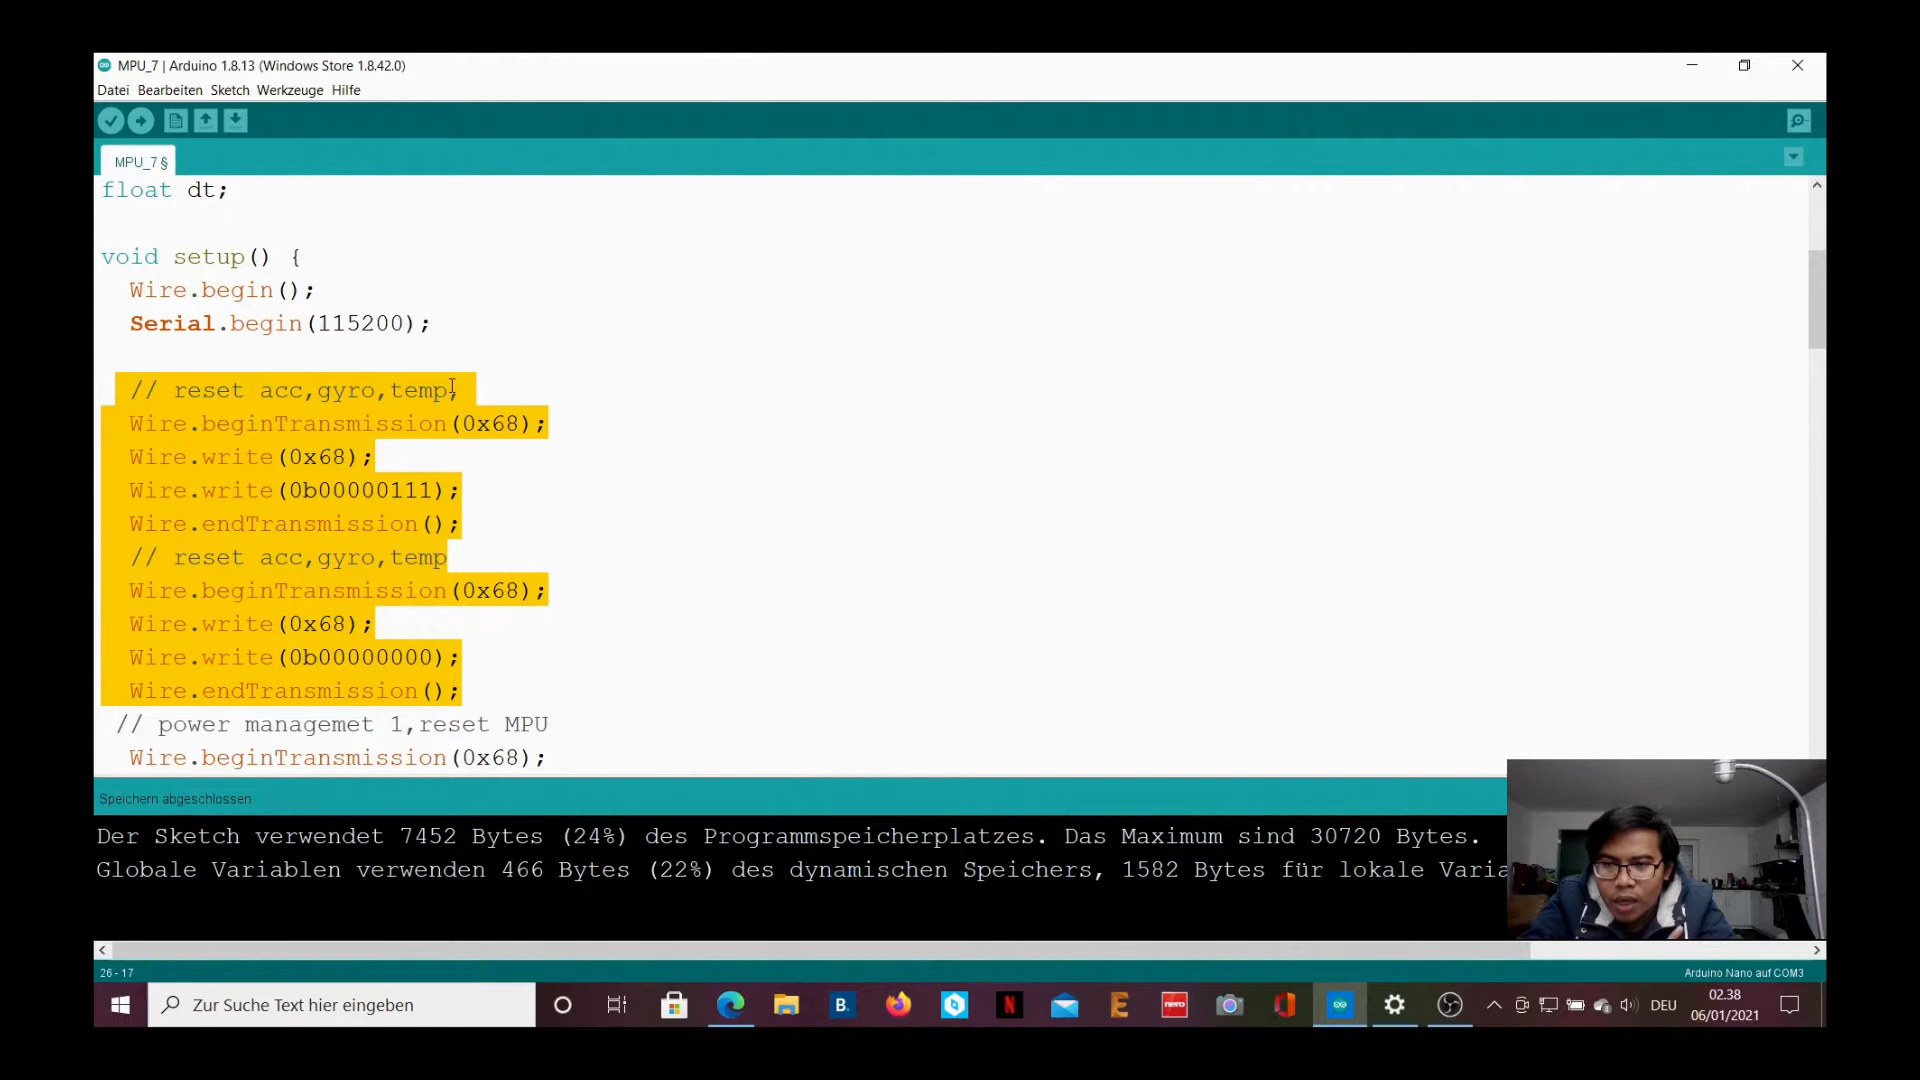 MPU_7 | Arduino 1.8.13 (Windows Store 1.8.42.0)
Datei Bearbeiten Sketch Werkzeuge Hilfe
MPU_7 §
float dt;
void setup() {
Wire.begin();
Serial.begin(115200);
// reset acc,gyro,temp,
Wire.beginTransmission(0x68);
Wire.write(0x68);
Wire.write(0b00000111);
Wire.endTransmission();
// reset acc,gyro,temp
Wire.beginTransmission(0x68);
Wire.write(0x68);
Wire.write(0b00000000);
Wire.endTransmission();
// power managemet 1,reset MPU
Wire.beginTransmission(0x68);
Speichern abgeschlossen
Der Sketch verwendet 7452 Bytes (24%) des Programmspeicherplatzes. Das Maximum sind 30720 Bytes.
Globale Variablen verwenden 466 Bytes (22%) des dynamischen Speichers, 1582 Bytes für lokale Varia
26 - 17
Arduino Nano auf COM3
Zur Suche Text hier eingeben
B.
N
E
nero
DEU
02.38
06/01/2021